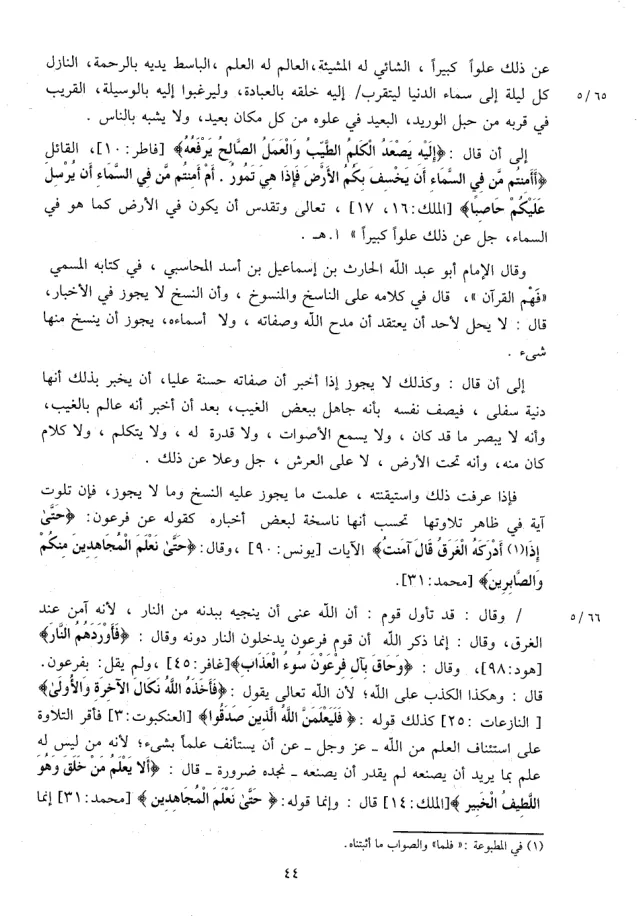 عن ذلك علواً كبيراً ، الشائي له المشيئة،العالم له العلم ،الباسط يديه بالرحمة، النازل
٥/٦٥ كل ليلة إلى سماء الدنيا ليتقرب/ إليه خلقه بالعبادة، وليرغبوا إليه بالوسيلة، القريب
في قربه من حبل الوريد، البعيد في علوه من كل مكان بعيد، ولا يشبه بالناس .
إلى أن قال :﴿إِلَيْه يَصْعَدُ الْكَلِمُ الطَّيِّبُ وَالْعَمَلُ الصَّالِحُ يَرْفَعُهُ﴾ [فاطر:١٠]، القائل
﴿أَأَمِنتُم مَّن فِي السَّمَاءِ أَن يَخْسِفَ بِكُمُ الأَرْضَ فَإِذَا هِيَ تَمُورُ . أَمْ أَمِنتُم مَّن فِي السَّمَاءِ أَن يُرْسِلَ
عَلَيْكُمْ حَاصِبًا﴾ [الملك:١٦، ١٧] ، تعالى وتقدس أن يكون في الأرض كما هو في
السماء، جل عن ذلك علواً كبيراً » ا.هـ .
وقال الإمام أبو عبد الله الحارث بن إسماعيل بن أسد المحاسبي ، في كتابه المسمي
«فَهْم القرآن »، قال في كلامه على الناسخ والمنسوخ ، وأن النسخ لا يجوز في الأخبار،
قال : لا يحل لأحد أن يعتقد أن مدح الله وصفاته ، ولا أسماءه، يجوز أن ينسخ منها
شىء .
إلى أن قال : وكذلك لا يجوز إذا أخبر أن صفاته حسنة عليا، أن يخبر بذلك أنها
دنية سفلى ، فيصف نفسه بأنه جاهل ببعض الغيب، بعد أن أخبر أنه عالم بالغيب،
وأنه لا يبصر ما قد كان ، ولا يسمع الأصوات ، ولا قدرة له ، ولا يتكلم ، ولا كلام
كان منه، وأنه تحت الأرض ، لا على العرش ، جل وعلا عن ذلك .
فإذا عرفت ذلك واستيقنته ، علمت ما يجوز عليه النسخ وما لا يجوز، فإن تلوت
آية في ظاهر تلاوتها تحسب أنها ناسخة لبعض أخباره كقوله عن فرعون: ﴿حَتَّىٰ
إِذَا(١) أَدْرَكَهُ الْغَرَقُ قَالَ آمَنتُ﴾ الآيات [يونس:٩٠] ،وقال:﴿حَتَّىٰ نَعْلَمَ الْمُجَاهِدِينَ مِنكُمْ
وَالصَّابِرِينَ﴾ [محمد:٣١].
٥/٦٦ / وقال : قد تأول قوم : أن الله عنى أن ينجيه ببدنه من النار ، لأنه آمن عند
الغرق، وقال : إنما ذكر الله أن قوم فرعون يدخلون النار دونه وقال : ﴿فَأَوْرَدَهُمُ النَّارَ﴾
[هود:٩٨]، وقال : ﴿وَحَاقَ بِآلِ فِرْعَوْنَ سُوءُ الْعَذَابِ﴾[غافر:٤٥] ،ولم يقل: بفرعون.
قال : وهكذا الكذب على الله؛ لأن الله تعالى يقول :﴿فَأَخَذَهُ اللَّهُ نَكَالَ الآخِرَةِ وَالأُولَىٰ﴾
[ النازعات :٢٥] كذلك قوله :﴿ فَلَيَعْلَمَنَّ اللَّهُ الَّذِينَ صَدَقُوا﴾ [العنكبوت:٣] فأقر التلاوة
على استئناف العلم من الله ـ عز وجل ـ عن أن يستأنف علماً بشىء؛ لأنه من ليس له
علم بما يريد أن يصنعه لم يقدر أن يصنعه ـ نجده ضرورة ـ قال : ﴿أَلا يَعْلَمُ مَنْ خَلَقَ وَهُوَ
اللَّطِيفُ الْخَبِيرُ ﴾[الملك:١٤] قال : وإنما قوله:﴿ حَتَّىٰ نَعْلَمَ الْمُجَاهِدِينَ ﴾ [محمد:٣١] إنما
(١) في المطبوعة :« فلما» والصواب ما أثبتناه.
٤٤